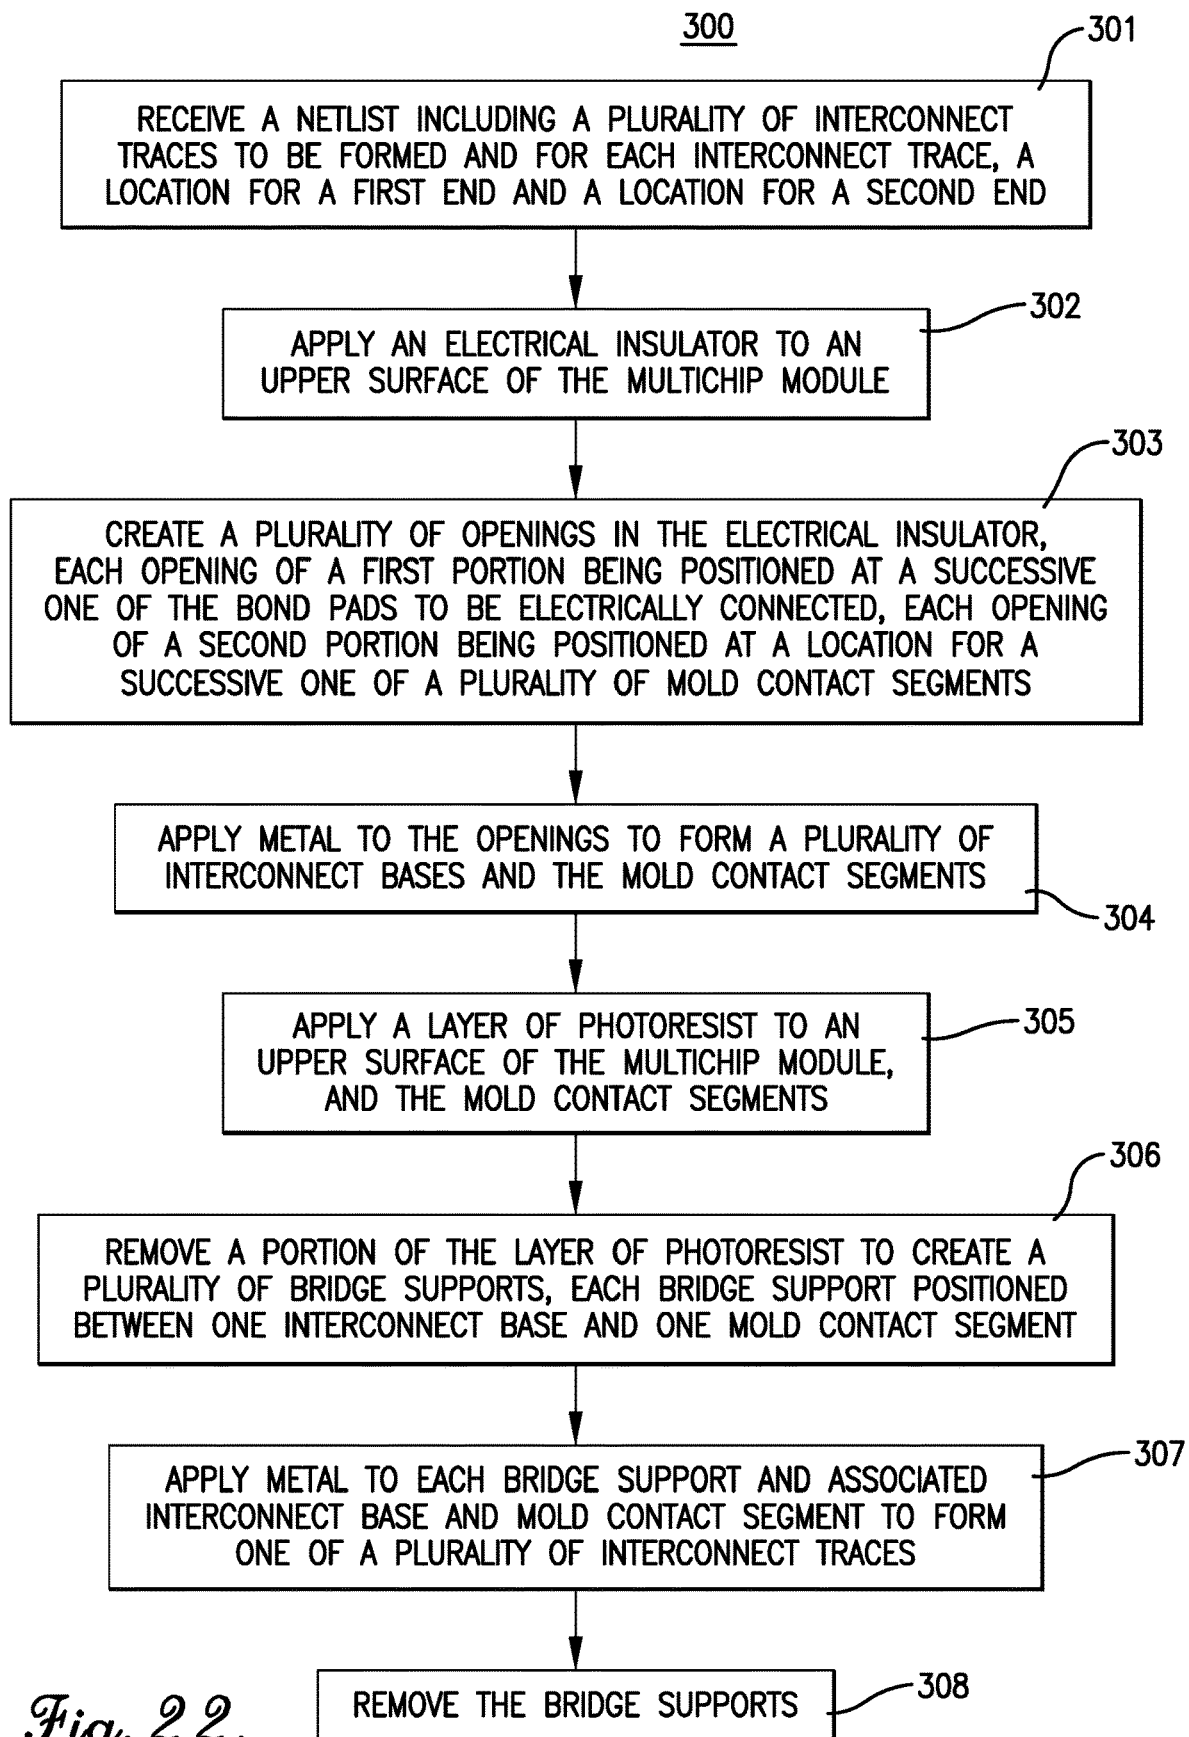 300
301
RECEIVE A NETLIST INCLUDING A PLURALITY OF INTERCONNECT
TRACES TO BE FORMED AND FOR EACH INTERCONNECT TRACE, A
LOCATION FOR A FIRST END AND A LOCATION FOR A SECOND END
302
APPLY AN ELECTRICAL INSULATOR TO AN
UPPER SURFACE OF THE MULTICHIP MODULE
303
CREATE A PLURALITY OF OPENINGS IN THE ELECTRICAL INSULATOR,
EACH OPENING OF A FIRST PORTION BEING POSITIONED AT A SUCCESSIVE
ONE OF THE BOND PADS TO BE ELECTRICALLY CONNECTED, EACH OPENING
OF A SECOND PORTION BEING POSITIONED AT A LOCATION FOR A
SUCCESSIVE ONE OF A PLURALITY OF MOLD CONTACT SEGMENTS
APPLY METAL TO THE OPENINGS TO FORM A PLURALITY OF
INTERCONNECT BASES AND THE MOLD CONTACT SEGMENTS
304
APPLY A LAYER OF PHOTORESIST TO AN
UPPER SURFACE OF THE MULTICHIP MODULE,
AND THE MOLD CONTACT SEGMENTS
305
306
REMOVE A PORTION OF THE LAYER OF PHOTORESIST TO CREATE A
PLURALITY OF BRIDGE SUPPORTS, EACH BRIDGE SUPPORT POSITIONED
BETWEEN ONE INTERCONNECT BASE AND ONE MOLD CONTACT SEGMENT
307
APPLY METAL TO EACH BRIDGE SUPPORT AND ASSOCIATED
INTERCONNECT BASE AND MOLD CONTACT SEGMENT TO FORM
ONE OF A PLURALITY OF INTERCONNECT TRACES
308
REMOVE THE BRIDGE SUPPORTS
Fig. 22.